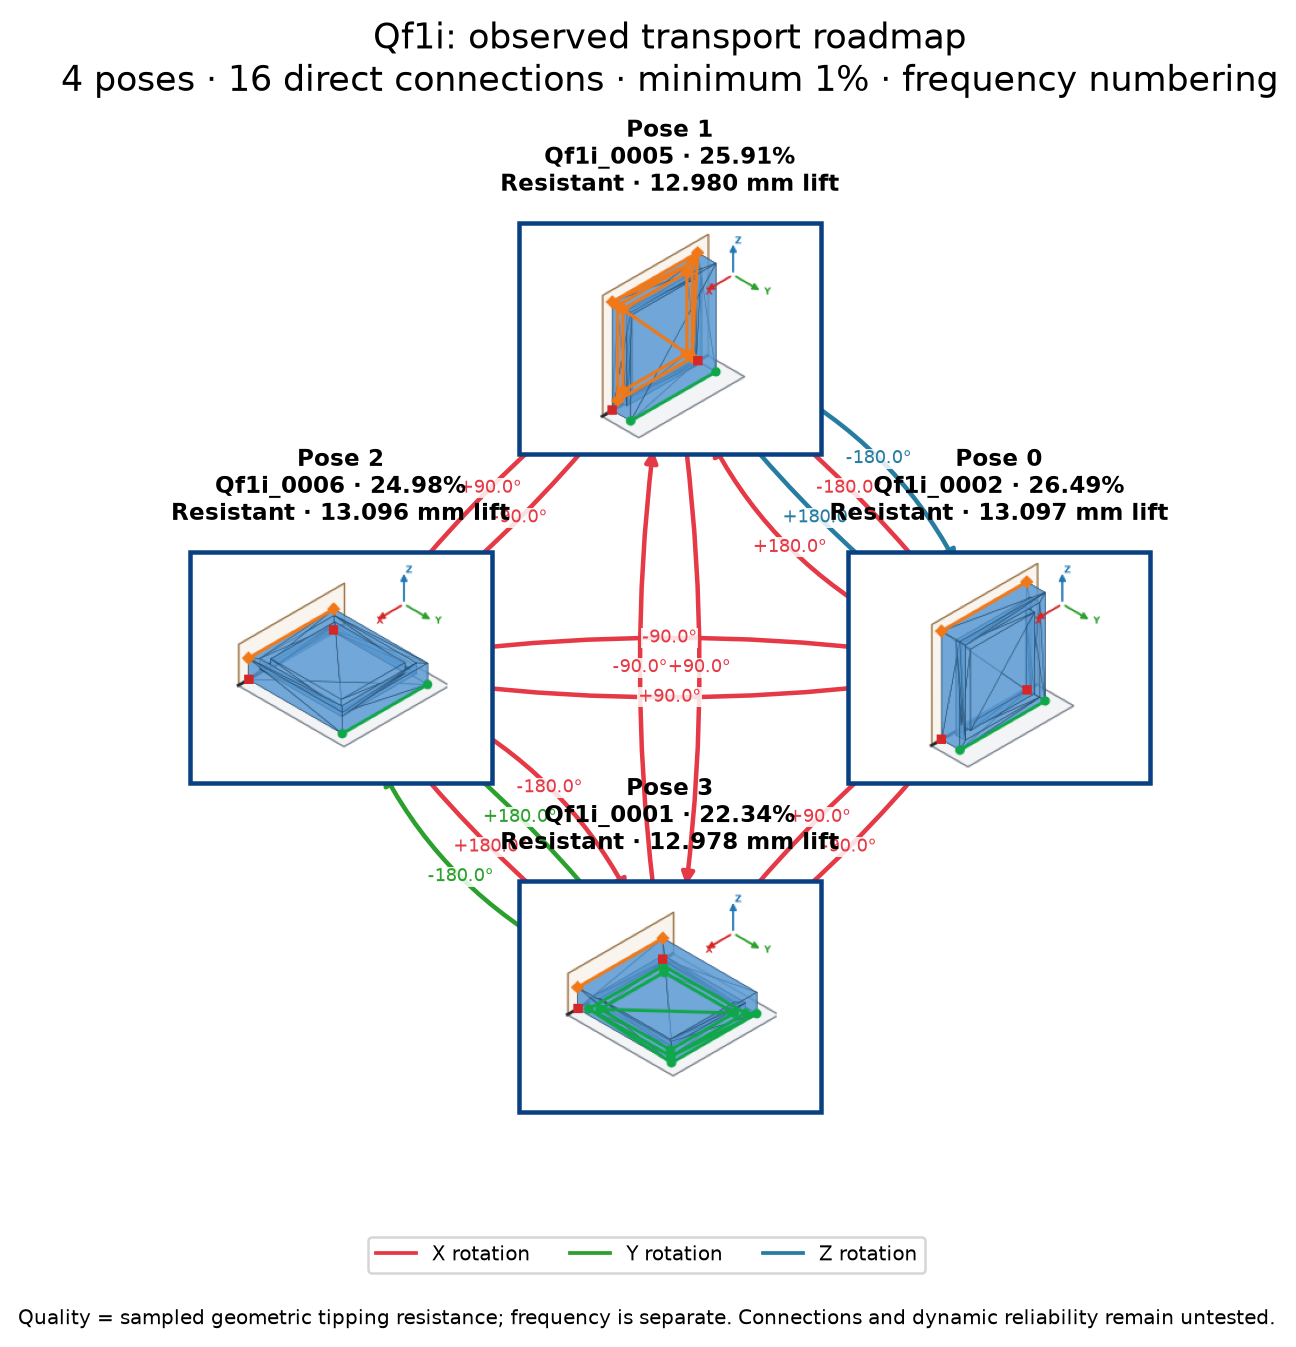 Qf1i: observed transport roadmap
4 poses · 16 direct connections · minimum 1% · frequency numbering
Pose 1
Qf1i_0005 · 25.91%
Resistant · 12.980 mm lift
Z
X
Y
Pose 2
Qf1i_0006 · 24.98%
Resistant · 13.096 mm lift
Z
X
Y
Pose 0
Qf1i_0002 · 26.49%
Resistant · 13.097 mm lift
Z
X
Y
+90.0°
-180.0°
+180.0°
-90.0°
-90.0°
+90.0°
+90.0°
-180.0°
+180.0°
+180.0°
-180.0°
+90.0°
Pose 3
Qf1i_0001 · 22.34%
Resistant · 12.978 mm lift
Z
X
Y
X rotation
Y rotation
Z rotation
Quality = sampled geometric tipping resistance; frequency is separate. Connections and dynamic reliability remain untested.